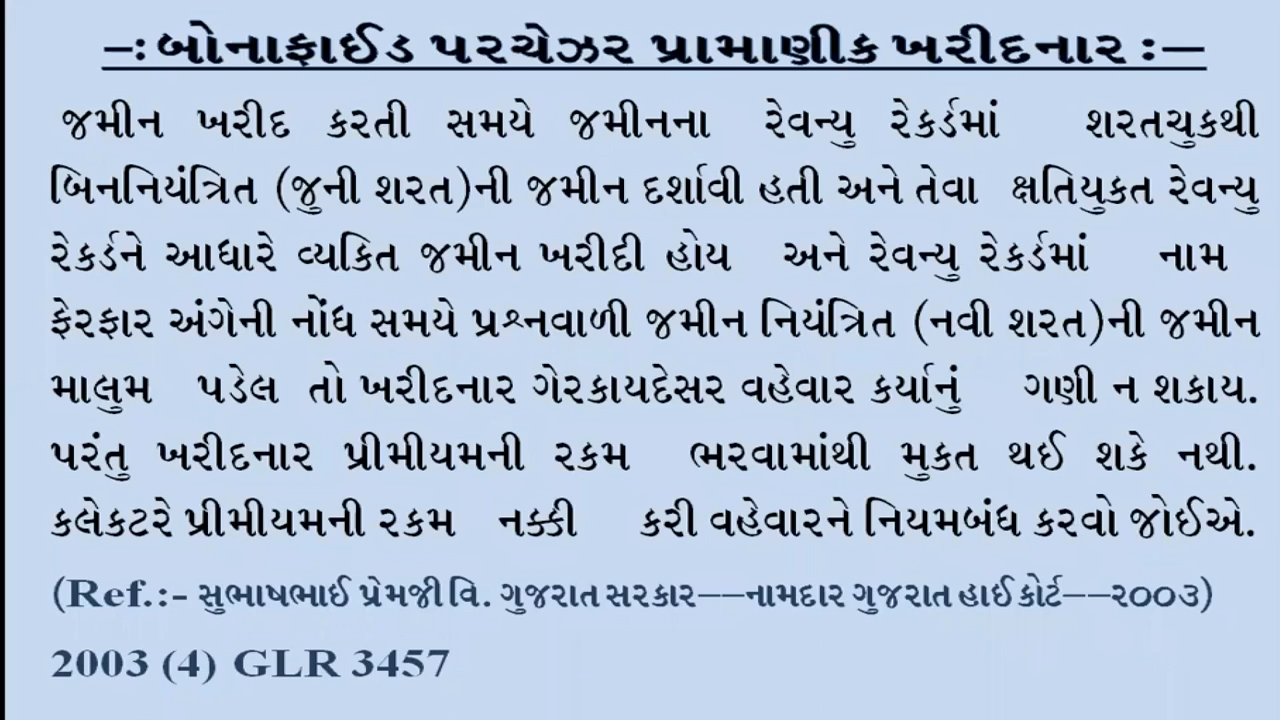 –ઃ બોનાફાઈડ પરચેઝર પ્રામાણીક ખરીદનાર ઃ–
જમીન ખરીદ કરતી સમયે જમીનના રેવન્યુ રેકર્ડમાં શરતચુકથી
બિનનિયંત્રિત (જુની શરત)ની જમીન દર્શાવી હતી અને તેવા ક્ષતિયુકત રેવન્યુ
રેકર્ડને આધારે વ્યકિત જમીન ખરીદી હોય અને રેવન્યુ રેકર્ડમાં નામ
ફેરફાર અંગેની નોંધ સમયે પ્રશ્નવાળી જમીન નિયંત્રિત (નવી શરત)ની જમીન
માલુમ પડેલ તો ખરીદનાર ગેરકાયદેસર વહેવાર કર્યાનું ગણી ન શકાય.
પરંતુ ખરીદનાર પ્રીમીયમની રકમ ભરવામાંથી મુકત થઈ શકે નથી.
કલેકટરે પ્રીમીયમની રકમ નક્કી કરી વહેવારને નિયમબંધ કરવો જોઈએ.
(Ref.:- સુભાષભાઈ પ્રેમજી વિ. ગુજરાત સરકાર––નામદાર ગુજરાત હાઈકોર્ટ––૨૦૦૩)
2003 (4) GLR 3457